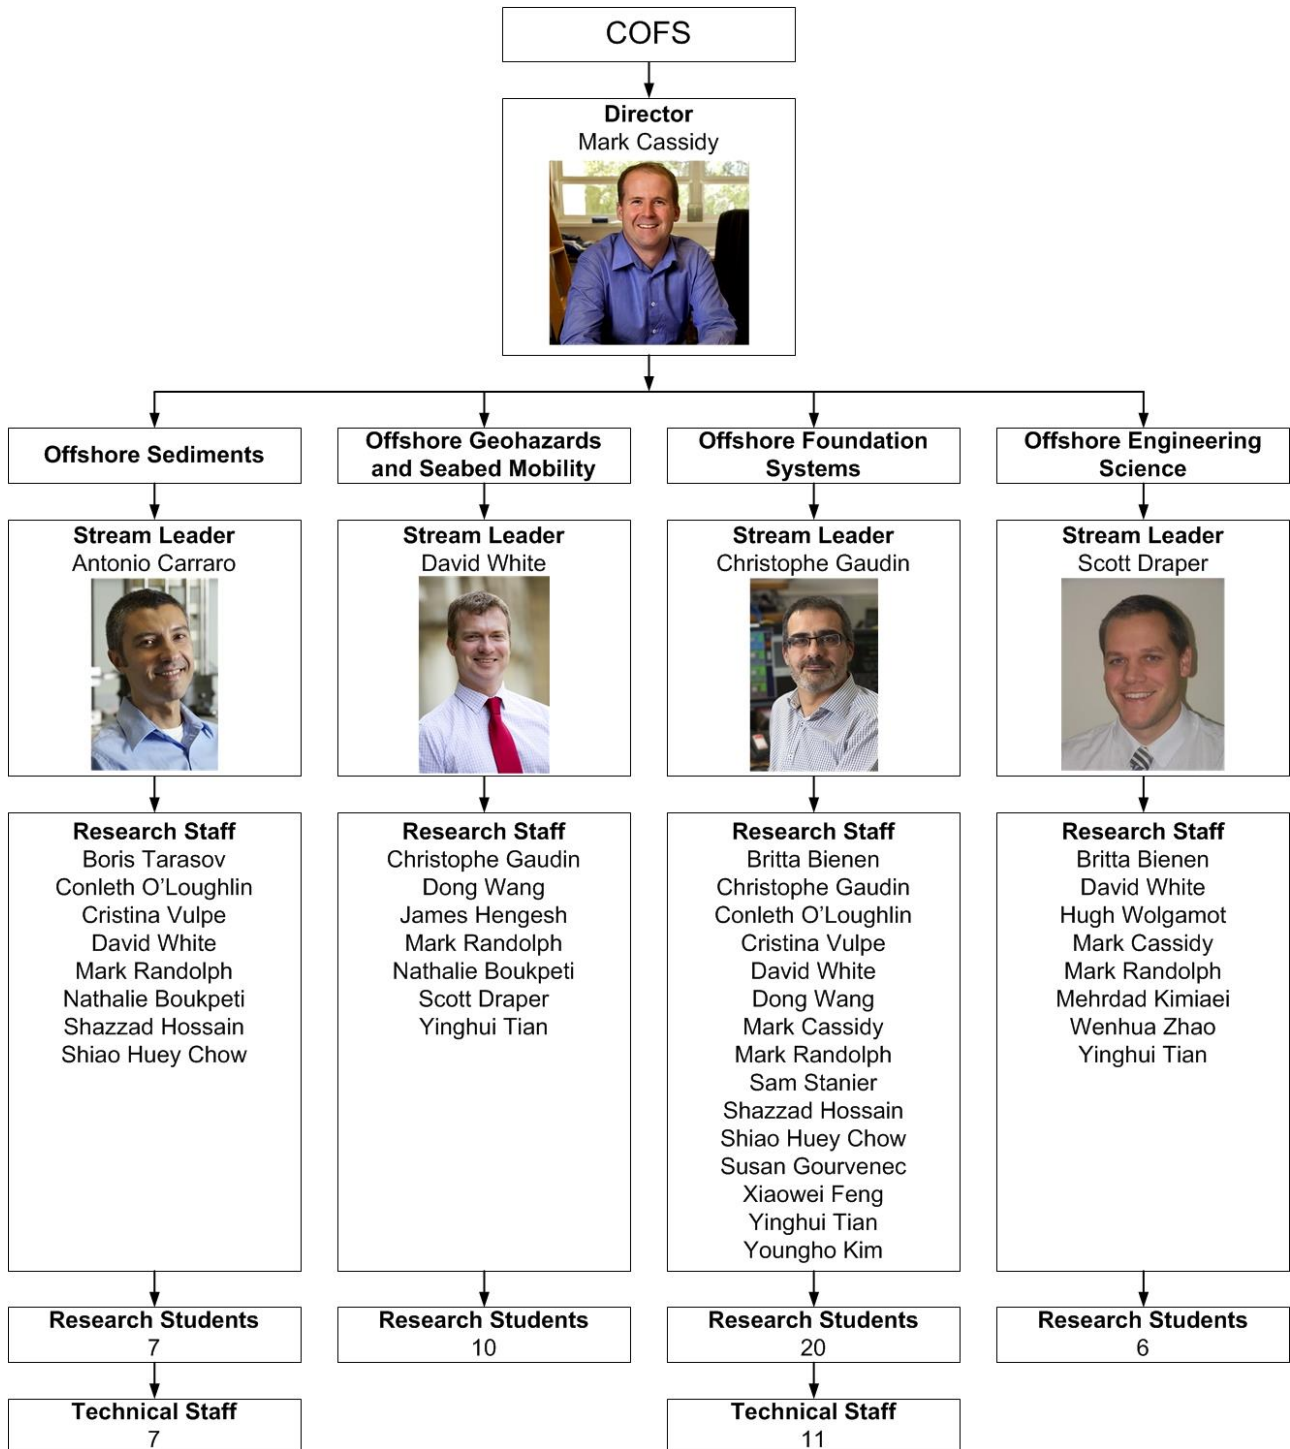 COFS
Director
Mark Cassidy
Offshore Sediments
Stream Leader
Antonio Carraro
Research Staff
Boris Tarasov
Conleth O'Loughlin
Cristina Vulpe
David White
Mark Randolph
Nathalie Boukpeti
Shazzad Hossain
Shiao Huey Chow
Research Students
7
Technical Staff
7
Offshore Geohazards
and Seabed Mobility
Stream Leader
David White
Research Staff
Christophe Gaudin
Dong Wang
James Hengesh
Mark Randolph
Nathalie Boukpeti
Scott Draper
Yinghui Tian
Research Students
10
Offshore Foundation
Systems
Stream Leader
Christophe Gaudin
Research Staff
Britta Bienen
Christophe Gaudin
Conleth O'Loughlin
Cristina Vulpe
David White
Dong Wang
Mark Cassidy
Mark Randolph
Sam Stanier
Shazzad Hossain
Shiao Huey Chow
Susan Gourvenec
Xiaowei Feng
Yinghui Tian
Youngho Kim
Research Students
20
Technical Staff
11
Offshore Engineering
Science
Stream Leader
Scott Draper
Research Staff
Britta Bienen
David White
Hugh Wolgamot
Mark Cassidy
Mark Randolph
Mehrdad Kimiaei
Wenhua Zhao
Yinghui Tian
Research Students
6